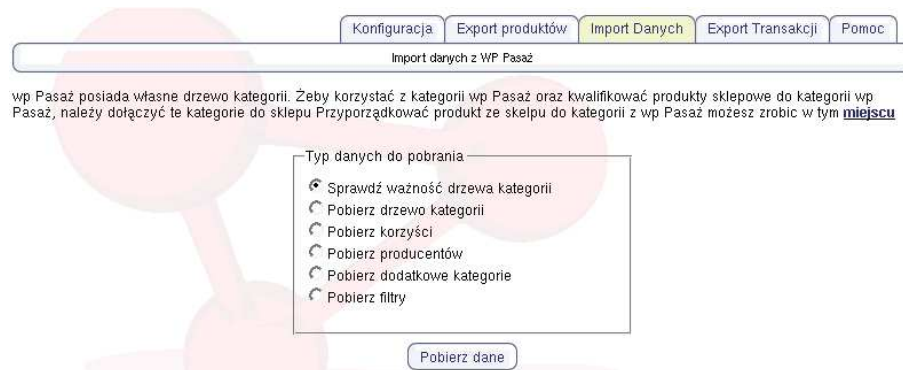 Konfiguracja Export produktów Import Danych Export Transakcji Pomoc
Import danych z WP Pasaż
wp Pasaż posiada własne drzewo kategorii. Żeby korzystać z kategorii wp Pasaż oraz kwalifikować produkty sklepowe do kategorii wp
Pasaż, należy dołączyć te kategorie do sklepu Przyporządkować produkt ze skelpu do kategorii z wp Pasaż możesz zrobic w tym miejscu
Typ danych do pobrania
Sprawdź ważność drzewa kategorii
Pobierz drzewo kategorii
Pobierz korzyści
Pobierz producentów
Pobierz dodatkowe kategorie
Pobierz filtry
Pobierz dane